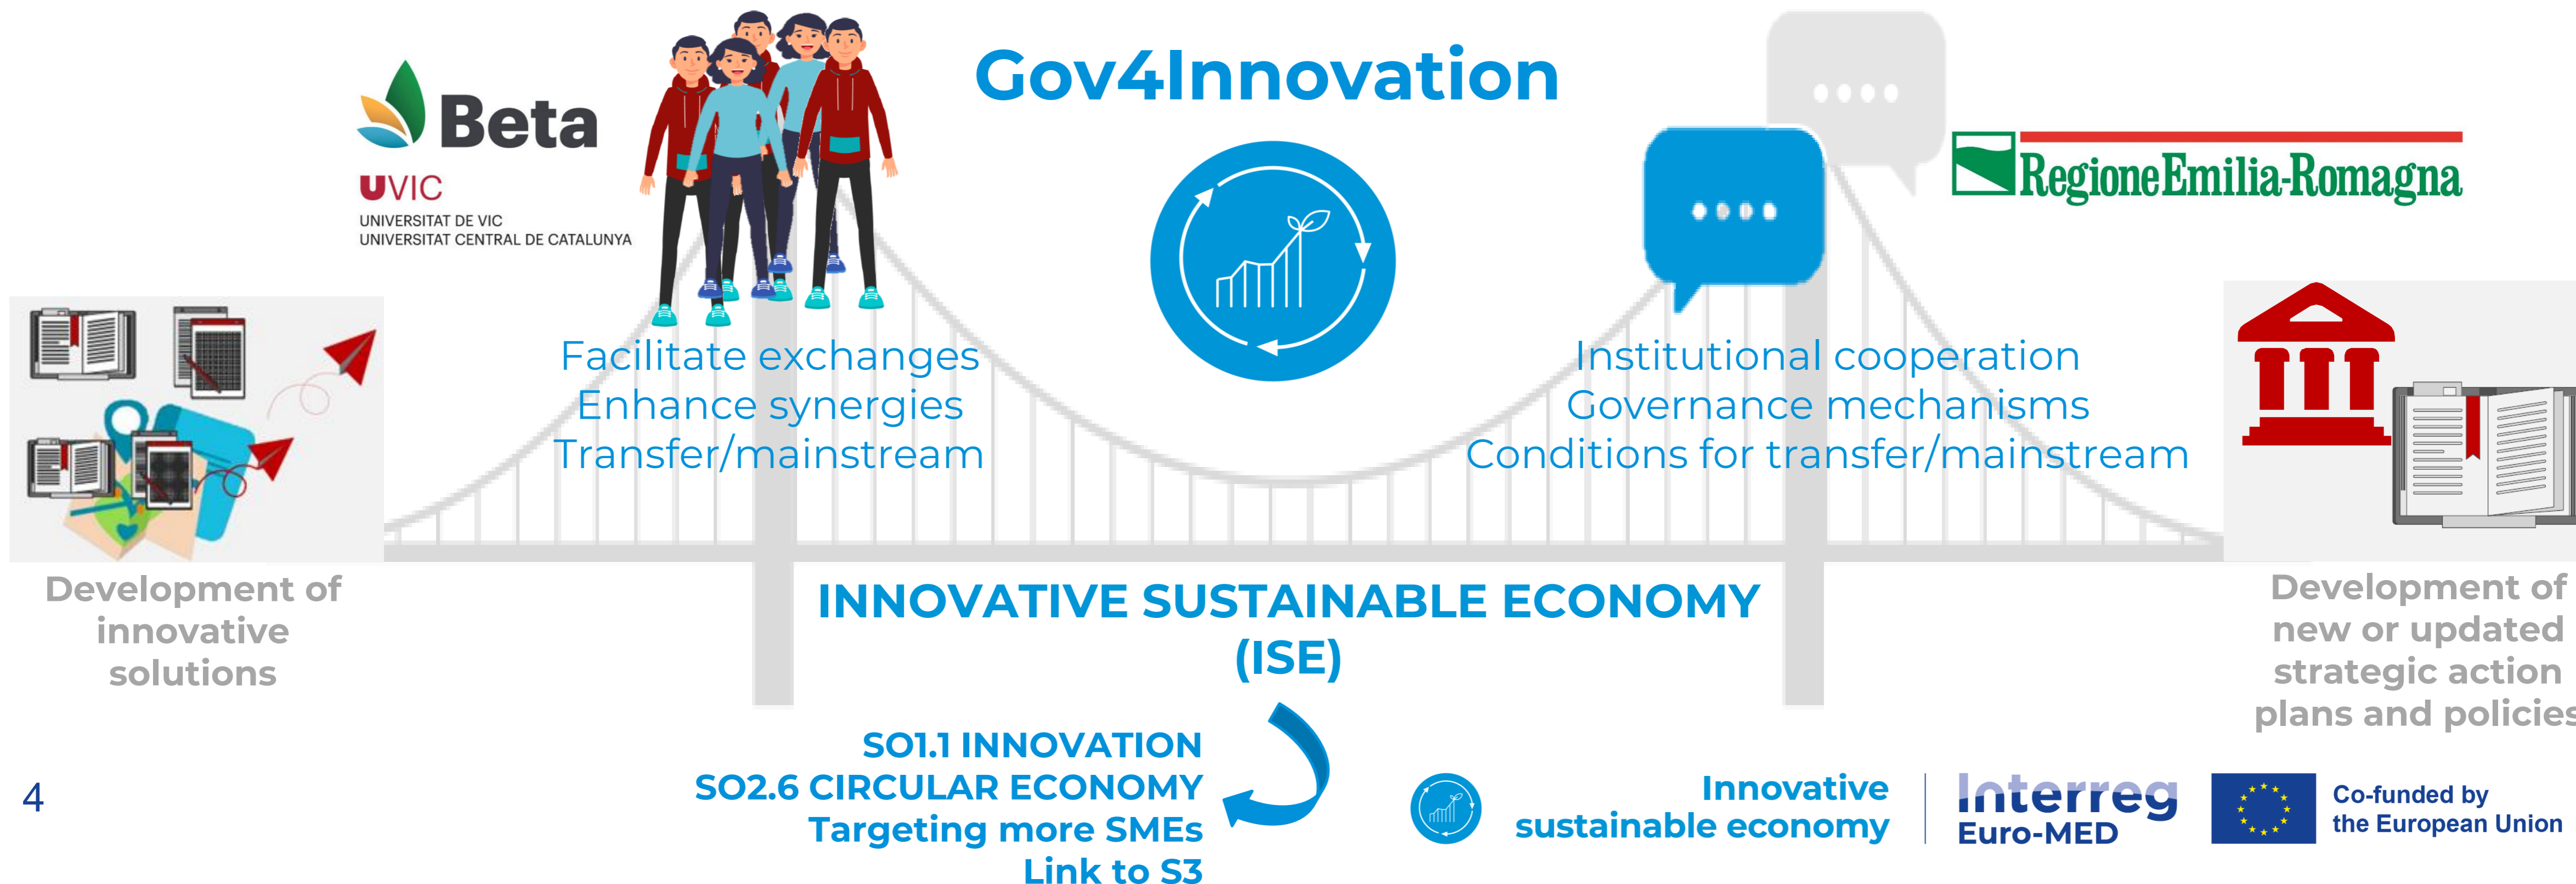 Gov4Innovation
Beta
UVIC
UNIVERSITAT DE VIC
UNIVERSITAT CENTRAL DE CATALUNYA
RegioneEmilia-Romagna
Facilitate exchanges
Enhance synergies
Transfer/mainstream
Institutional cooperation
Governance mechanisms
Conditions for transfer/mainstream
Development of
innovative
solutions
INNOVATIVE SUSTAINABLE ECONOMY
(ISE)
Development of
new or updated
strategic action
plans and policies
SO1.1 INNOVATION
SO2.6 CIRCULAR ECONOMY
Targeting more SMEs
Link to S3
4
Innovative
sustainable economy
Interreg
Euro-MED
Co-funded by
the European Union